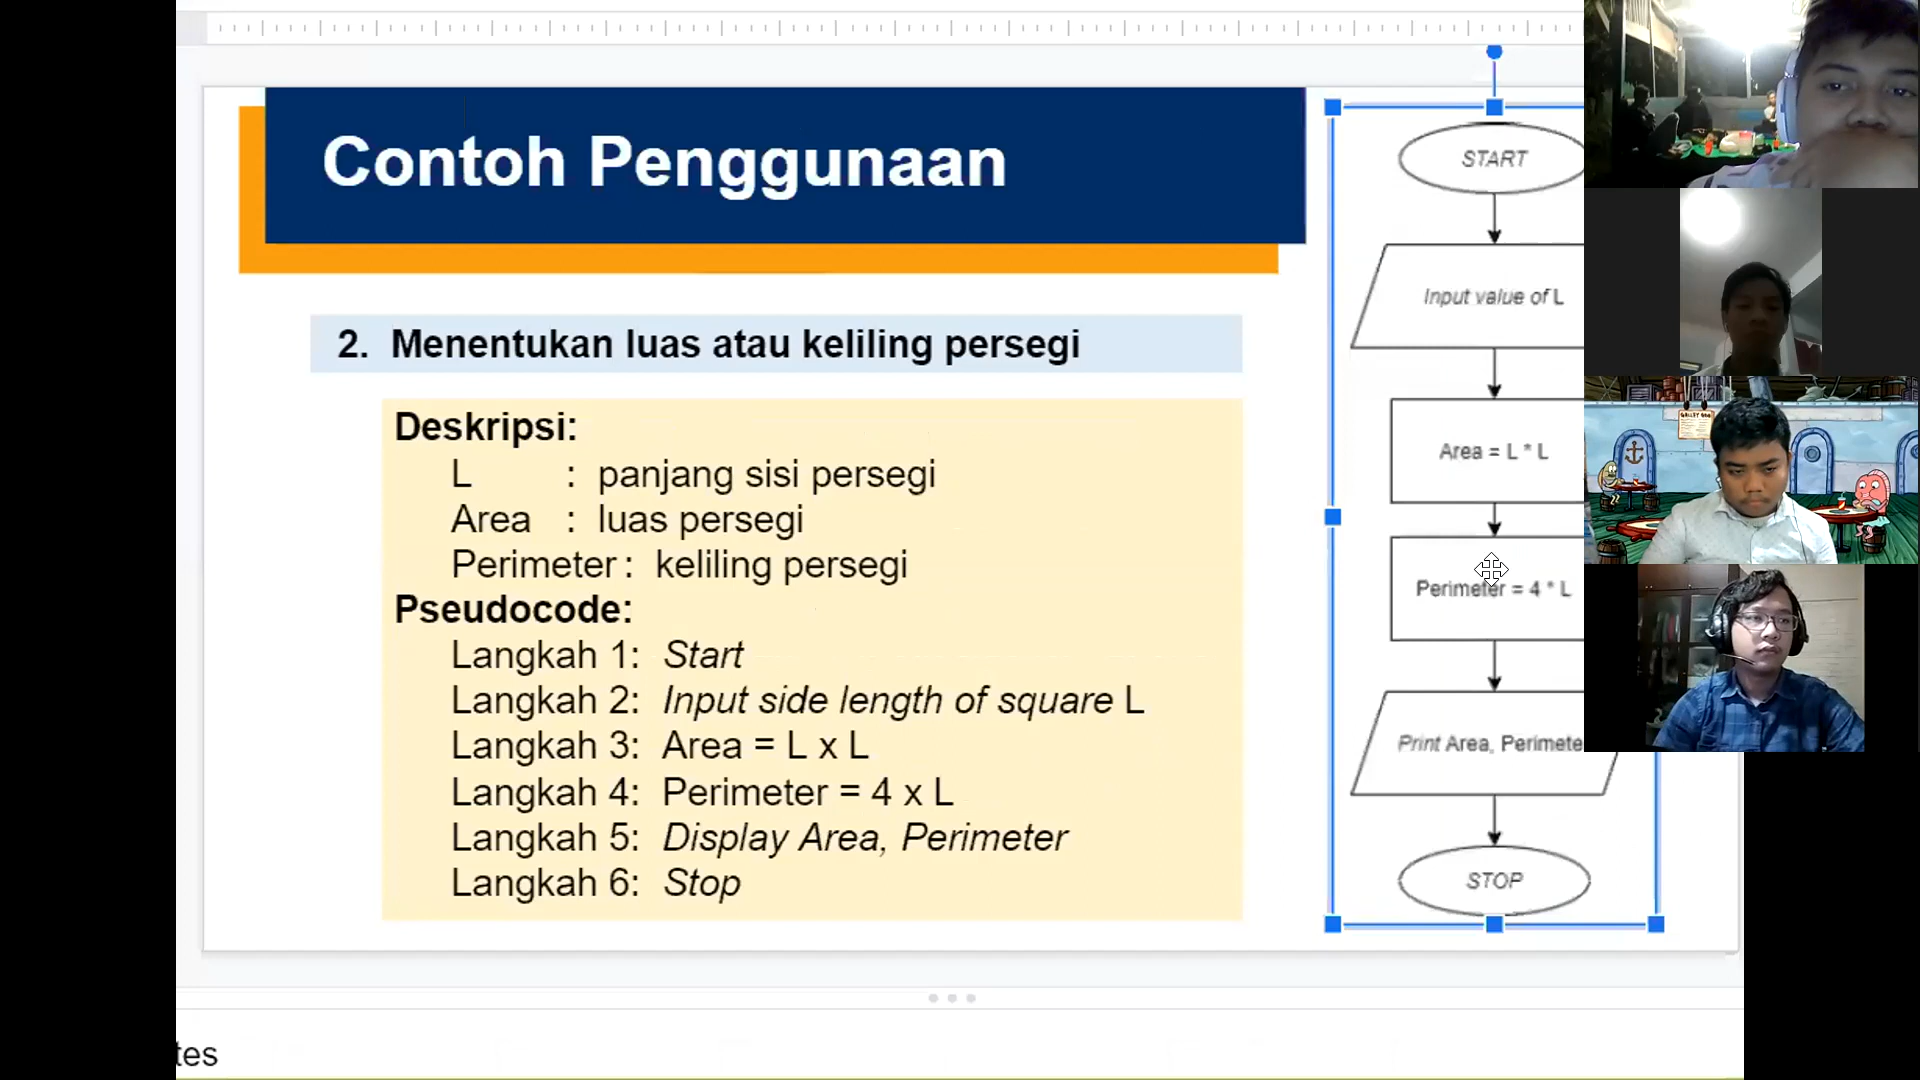 Contoh Penggunaan
2. Menentukan luas atau keliling persegi
Deskripsi:
L : panjang sisi persegi
Area : luas persegi
Perimeter : keliling persegi
Pseudocode:
Langkah 1: Start
Langkah 2: Input side length of square L
Langkah 3: Area = L x L
Langkah 4: Perimeter = 4 x L
Langkah 5: Display Area, Perimeter
Langkah 6: Stop
START
Input value of L
Area = L * L
Perimeter = 4 * L
Print Area, Perimete
STOP
tes